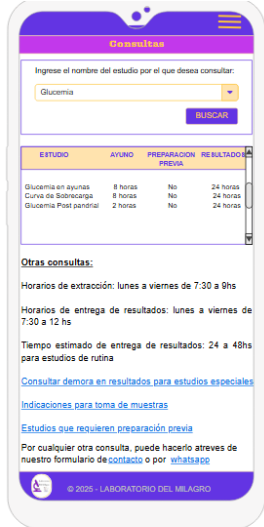 Consultas
Ingrese el nombre del estudio por el que desea consultar:
Glucemia
BUSCAR
ESTUDIO AYUNO PREPARACION PREVIA RESULTADOS
Glucemia en ayunas 8 horas No 24 horas
Curva de Sobrecarga 8 horas No 24 horas
Glucemia Post pandrial 2 horas No 24 horas
Otras consultas:
Horarios de extracción: lunes a viernes de 7:30 a 9hs
Horarios de entrega de resultados: lunes a viernes de
7:30 a 12 hs
Tiempo estimado de entrega de resultados: 24 a 48hs
para estudios de rutina
Consultar demora en resultados para estudios especiales
Indicaciones para toma de muestras
Estudios que requieren preparación previa
Por cualquier otra consulta, puede hacerlo atreves de
nuestro formulario de contacto o por whatsapp
© 2025 - LABORATORIO DEL MILAGRO